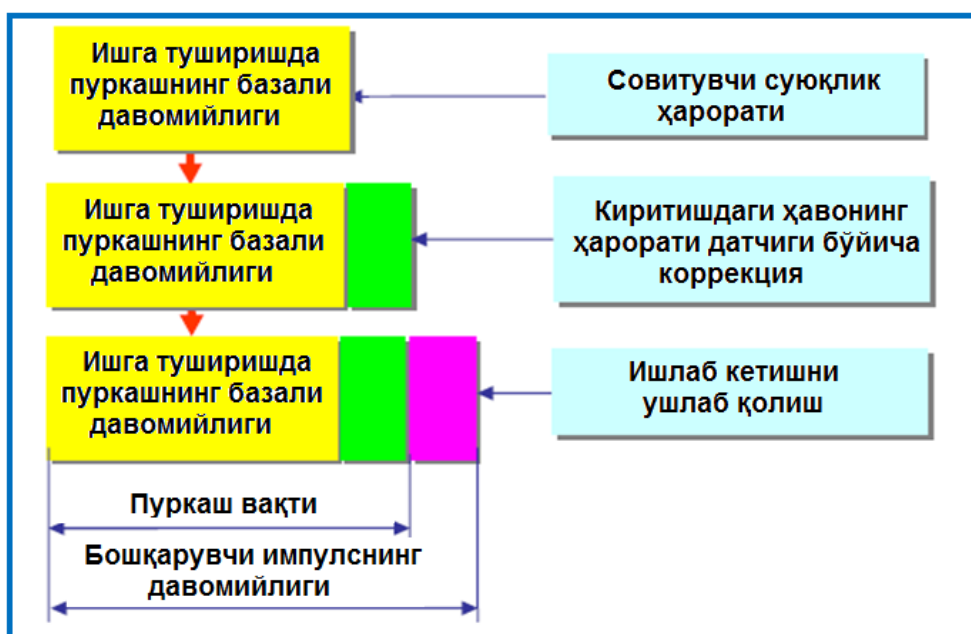 Ишга туширишда
пуркашнинг базали
давомийлиги
Совитувчи суюқлик
ҳарорати
Ишга туширишда
пуркашнинг базали
давомийлиги
Киритишдаги ҳавонинг
ҳарорати датчиги бўйича
коррекция
Ишга туширишда
пуркашнинг базали
давомийлиги
Ишлаб кетишни
ушлаб қолиш
Пуркаш вақти
Бошқарувчи импулснинг
давомийлиги